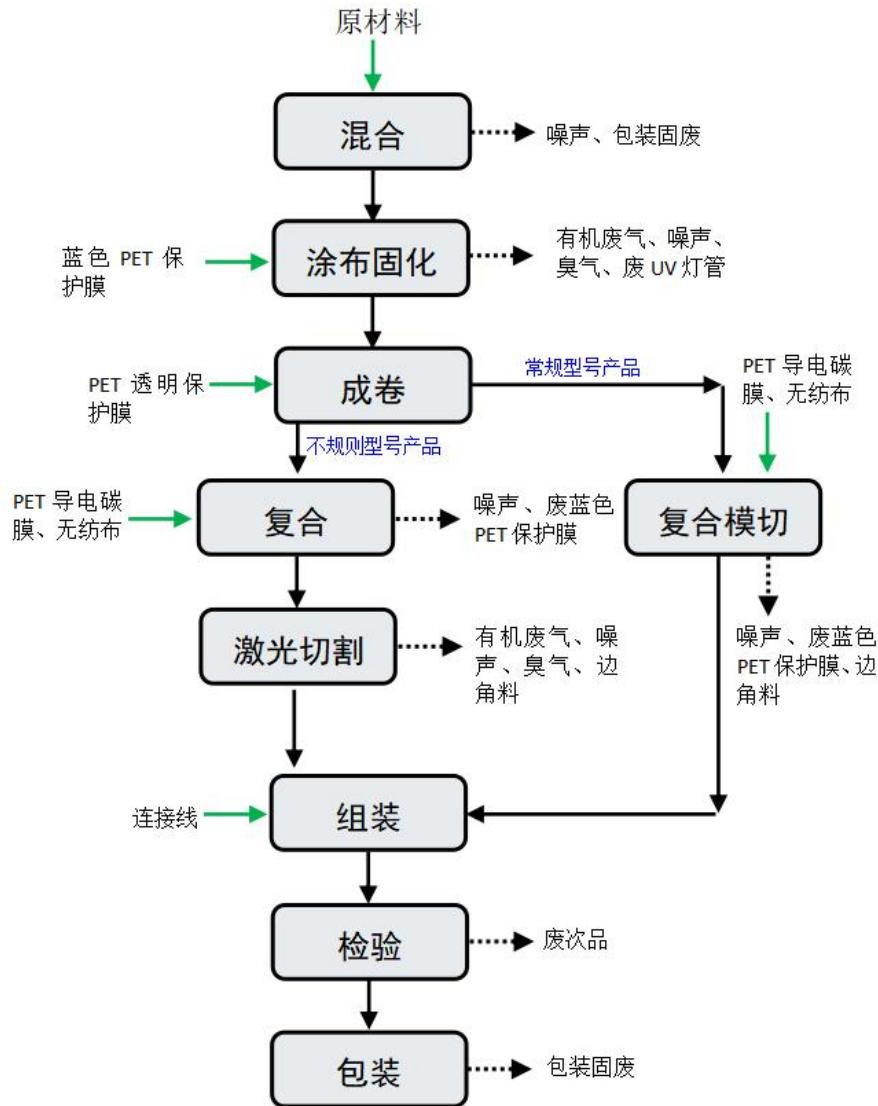 原材料
混合
噪声、包装固废
蓝色 PET 保
护膜
涂布固化
有机废气、噪声、
臭气、废 UV 灯管
PET 透明保
护膜
成卷
常规型号产品
PET 导电碳
膜、无纺布
不规则型号产品
PET 导电碳
膜、无纺布
复合
噪声、废蓝色
PET 保护膜
复合模切
激光切割
有机废气、噪
声、臭气、边
角料
噪声、废蓝色
PET 保护膜、边
角料
连接线
组装
检验
废次品
包装
包装固废